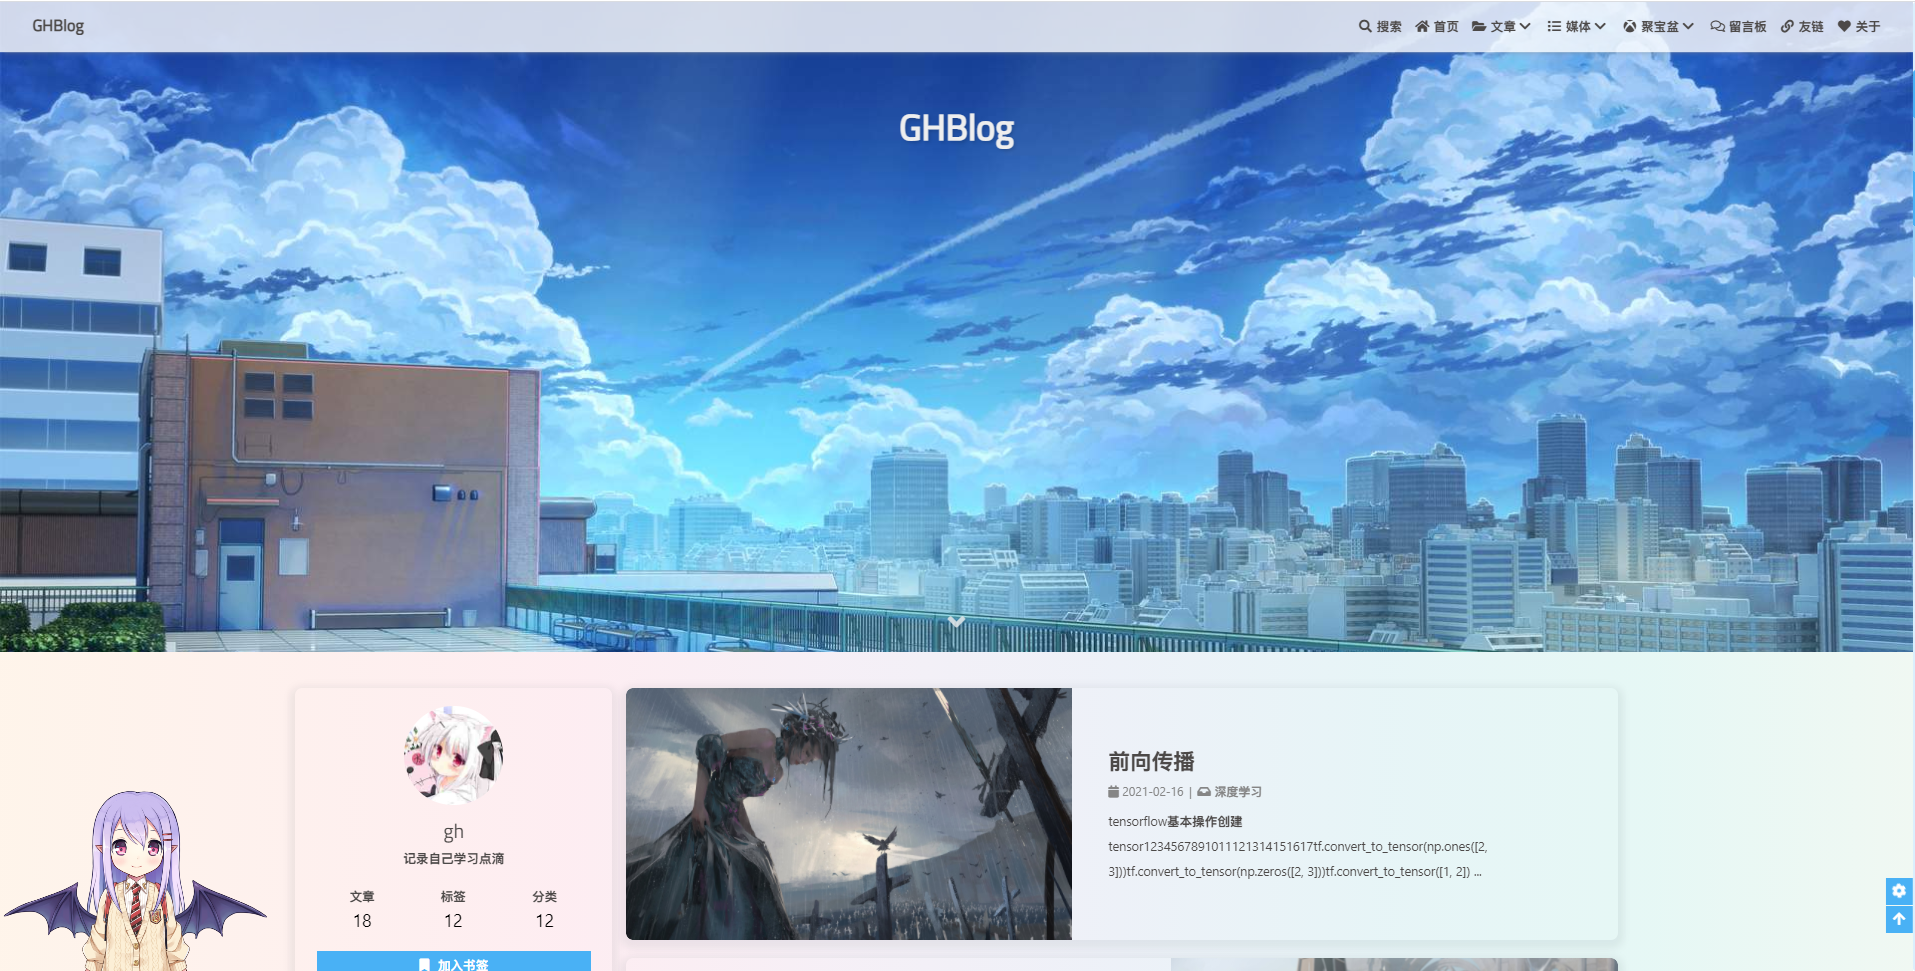 GHBlog
搜索 首页 文章 媒体 聚宝盆 留言板 友链 关于
GHBlog
gh
记录自己学习点滴
文章 标签 分类
18 12 12
加入书签
前向传播
2021-02-16 | 深度学习
tensorflow基本操作创建
tensor1234567891011121314151617tf.convert_to_tensor(np.ones([2,
3]))tf.convert_to_tensor(np.zeros([2, 3]))tf.convert_to_tensor([1, 2]) ...